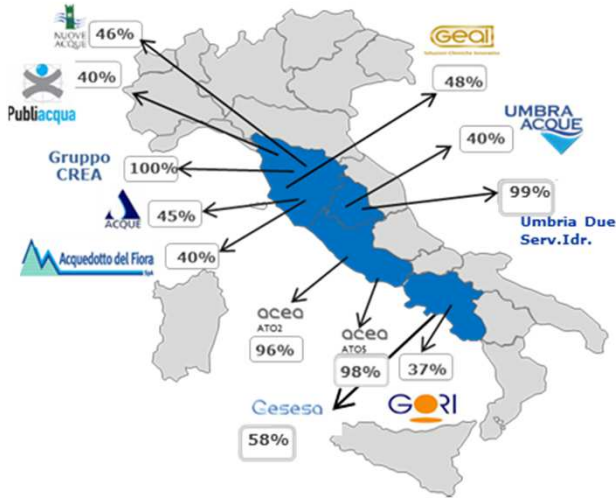 NUOVE
ACQUE
46%
Publiacqua
40%
Geal
48%
UMBRA
ACQUE
40%
Gruppo
CREA
100%
99%
Umbria Due
Serv.Idr.
ACQUE
45%
Acquedotto del Fiora
40%
acea
ATO2
96%
acea
ATO5
98%
37%
Gesesa
58%
GORI